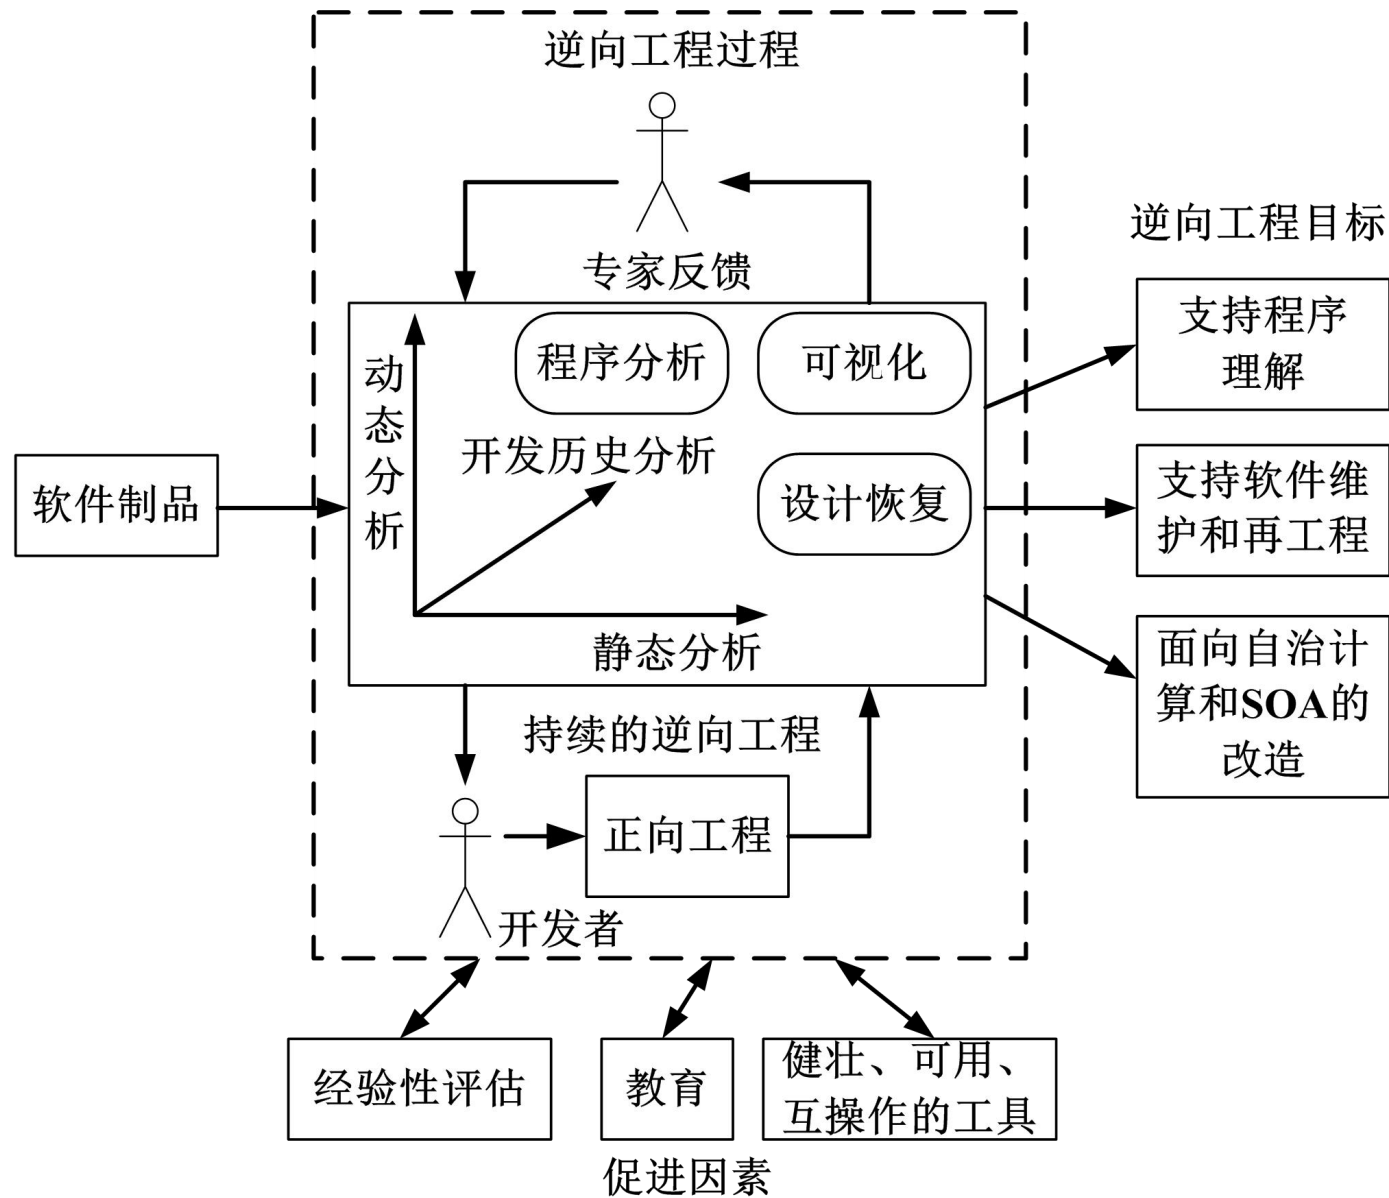 逆向工程过程
专家反馈
逆向工程目标
程序分析
可视化
支持程序
理解
动态分析
开发历史分析
设计恢复
软件制品
支持软件维
护和再工程
静态分析
面向自治计
算和SOA的
改造
持续的逆向工程
正向工程
开发者
经验性评估
教育
健壮、可用、
互操作的工具
促进因素